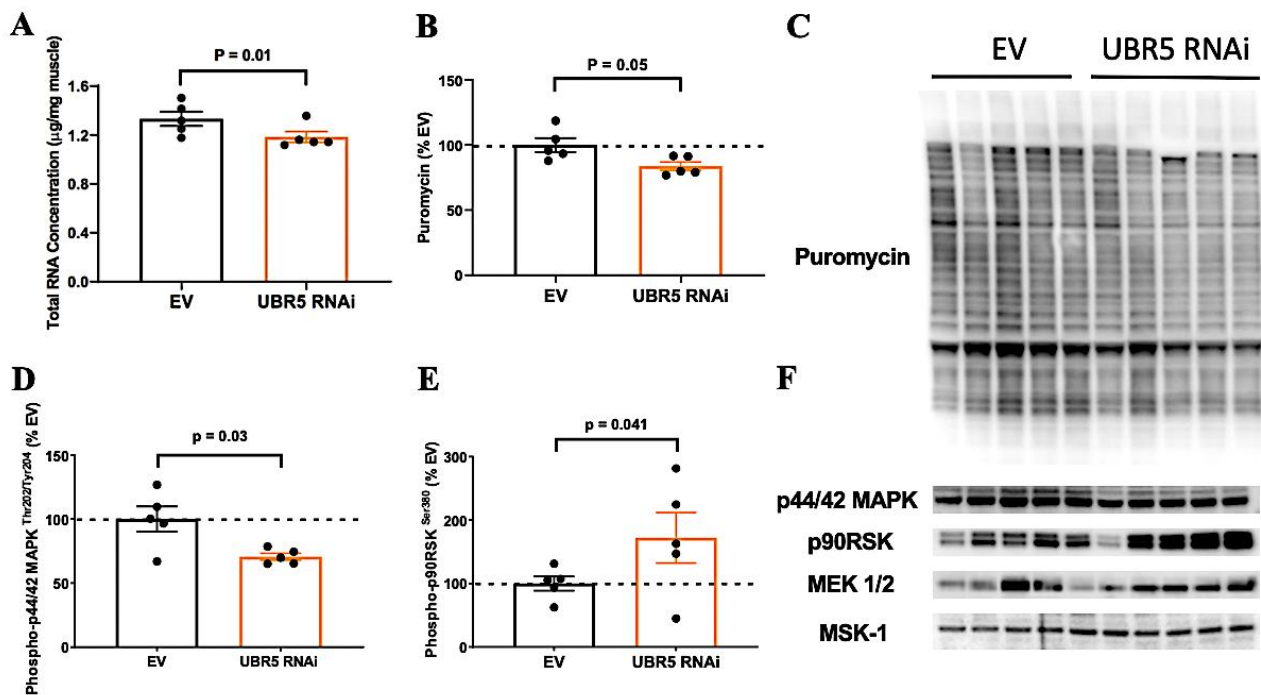 A
P = 0.01
Total RNA Concentration (µg/mg muscle)
1.6
1.2
0.8
0.4
0.0
EV
UBR5 RNAi
B
P = 0.05
Puromycin (% EV)
150
100
50
0
EV
UBR5 RNAi
C
EV
UBR5 RNAi
Puromycin
D
p = 0.03
Phospho-p44/42 MAPK Thr202/Tyr204 (% EV)
150
100
50
0
EV
UBR5 RNAi
E
p = 0.041
Phospho-p90RSK Ser380 (% EV)
300
200
100
0
EV
UBR5 RNAi
F
p44/42 MAPK
p90RSK
MEK 1/2
MSK-1